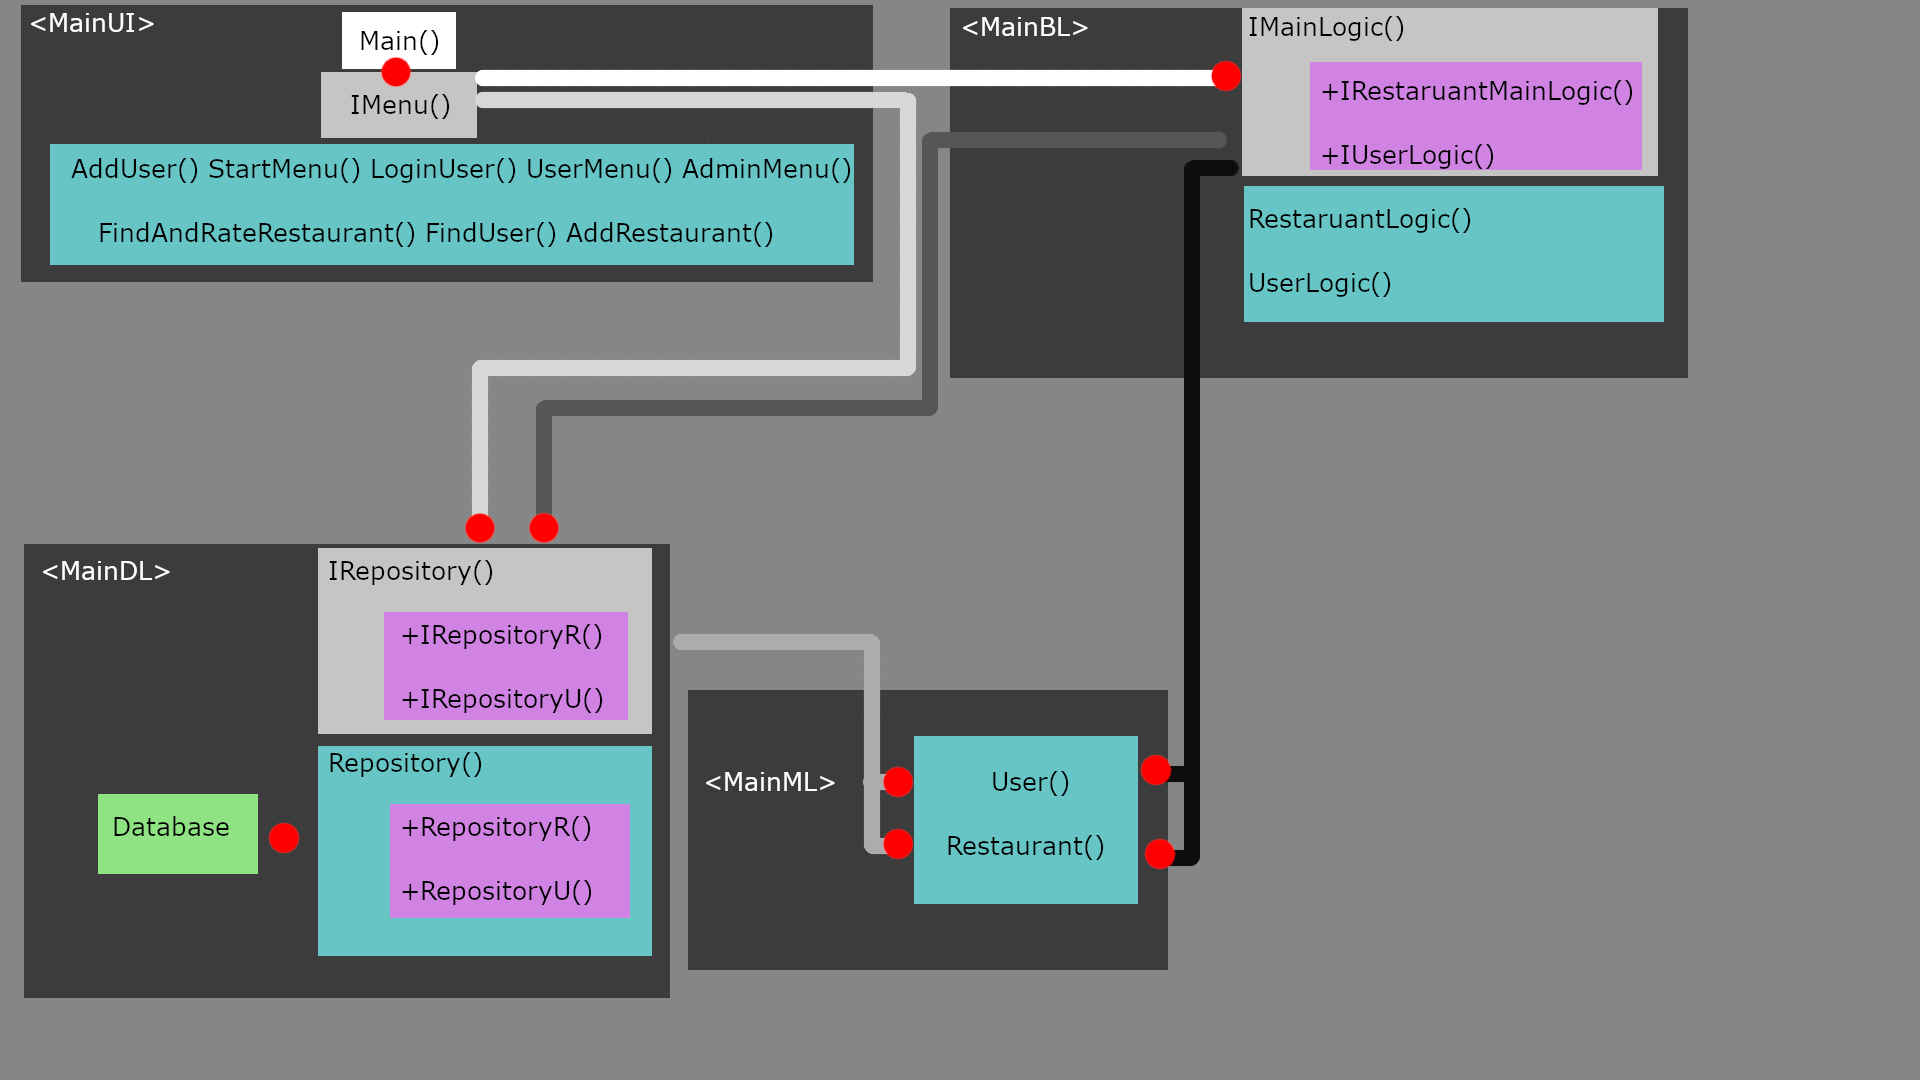 <MainUI>
Main()
IMenu()
AddUser() StartMenu() LoginUser() UserMenu() AdminMenu()
FindAndRateRestaurant() FindUser() AddRestaurant()
<MainBL>
IMainLogic()
+IRestaruantMainLogic()
+IUserLogic()
RestaruantLogic()
UserLogic()
<MainDL>
IRepository()
+IRepositoryR()
+IRepositoryU()
Repository()
+RepositoryR()
+RepositoryU()
Database
<MainML>
User()
Restaurant()